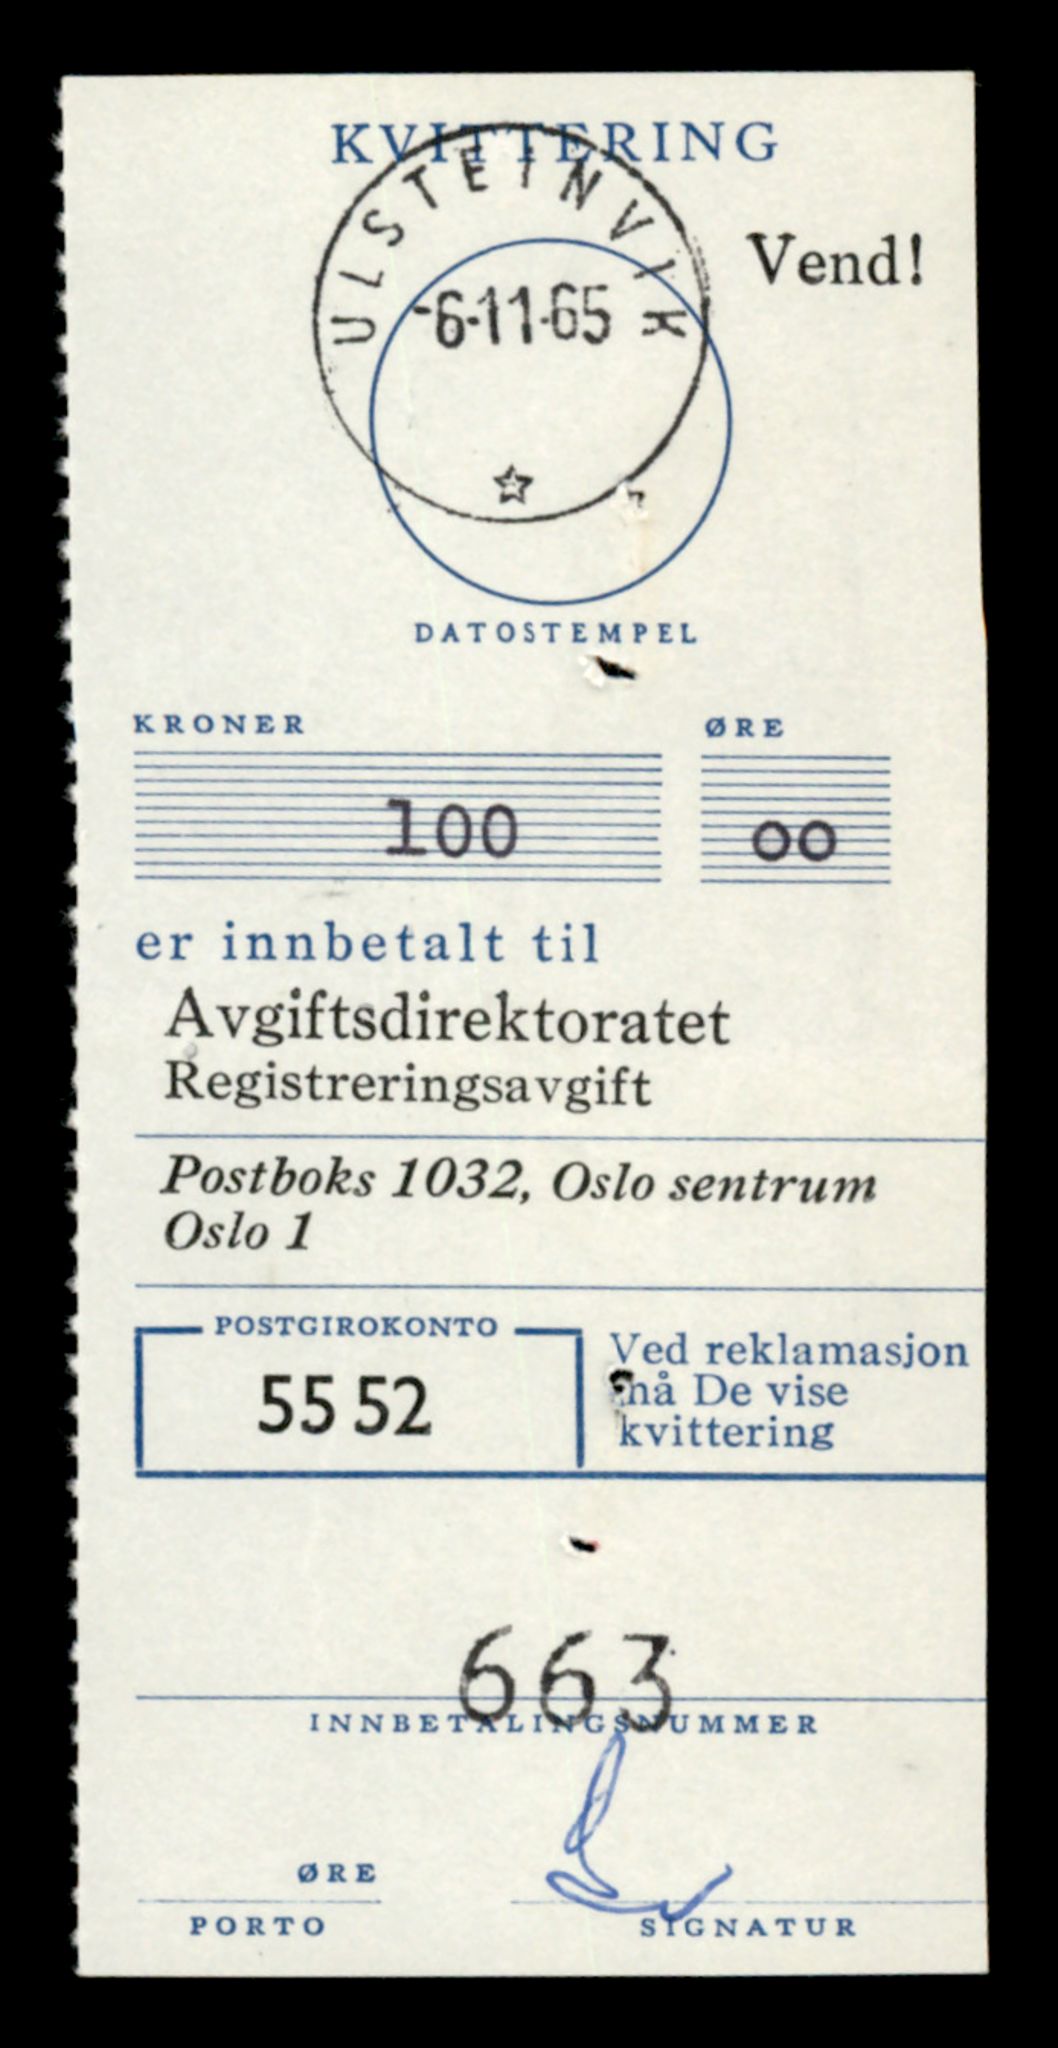 KVITTERING
ULSTEINVIK
Vend!
-6-11-65
DATOSTEMPEL
KRONER ØRE
100 00
er innbetalt til
Avgiftsdirektoratet
Registreringsavgift
Postboks 1032, Oslo sentrum
Oslo 1
POSTGIROKONTO
55 52
Ved reklamasjon
må De vise
kvittering
663
INNBETALINGSNUMMER
ØRE
PORTO SIGNATUR